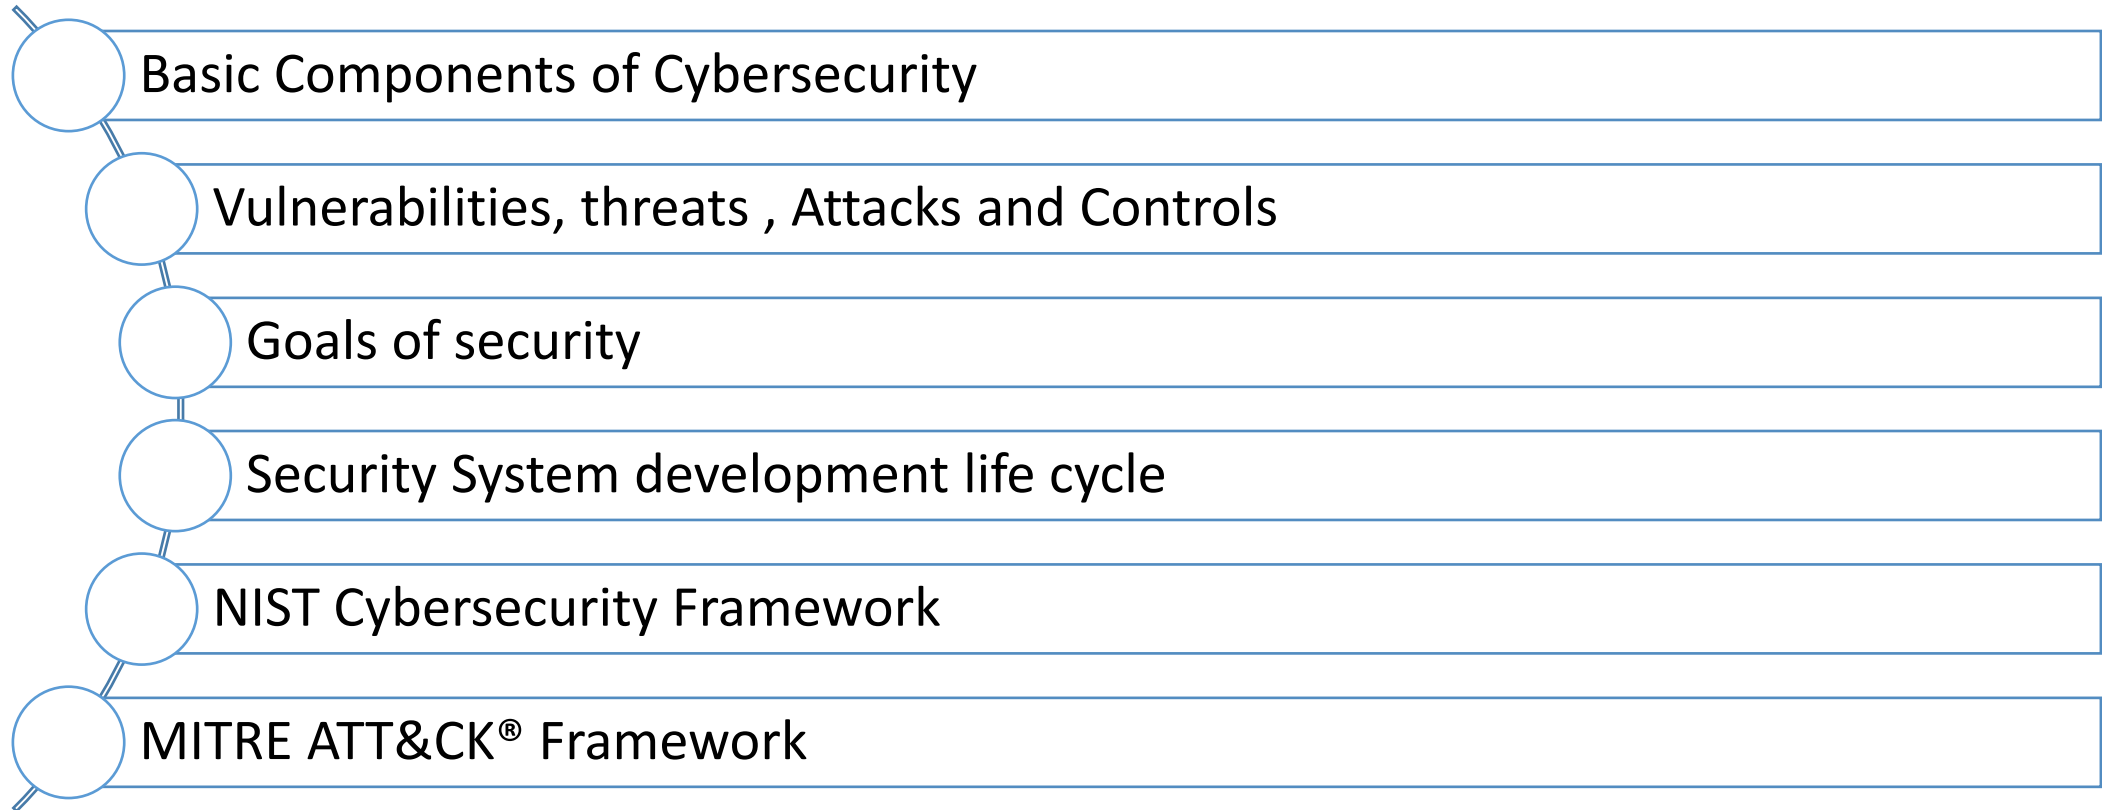 Basic Components of Cybersecurity
Vulnerabilities, threats , Attacks and Controls
Goals of security
Security System development life cycle
NIST Cybersecurity Framework
MITRE ATT&CK® Framework